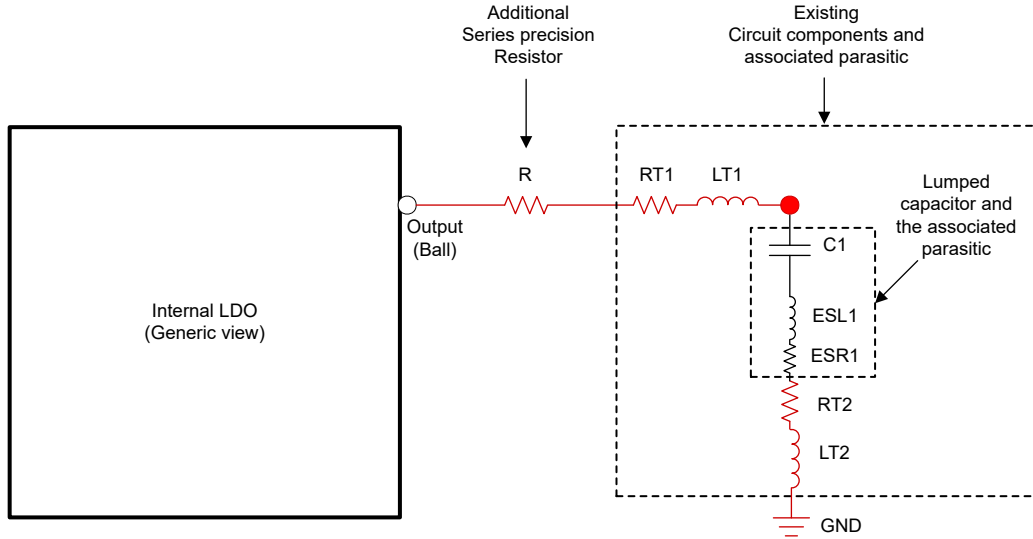 Additional
Series precision
Resistor
Existing
Circuit components and
associated parasitic
R
RT1
LT1
Lumped
capacitor and
the associated
parasitic
Output
(Ball)
C1
Internal LDO
(Generic view)
ESL1
ESR1
RT2
LT2
GND